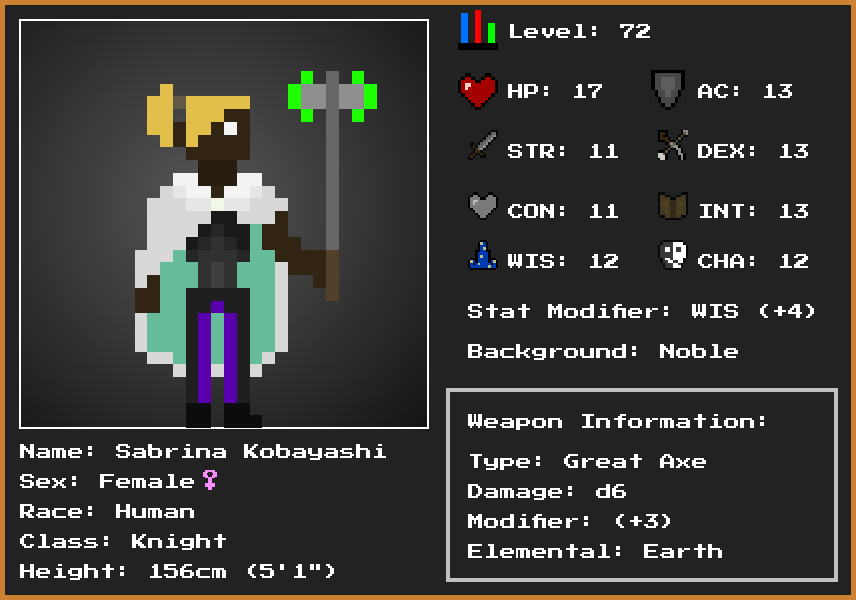 Level: 72
HP: 17
AC: 13
STR: 11
DEX: 13
CON: 11
INT: 13
WIS: 12
CHA: 12
Stat Modifier: WIS (+4)
Background: Noble
Weapon Information:
Type: Great Axe
Damage: d6
Modifier: (+3)
Elemental: Earth
Name: Sabrina Kobayashi
Sex: Female♀
Race: Human
Class: Knight
Height: 156cm (5'1")